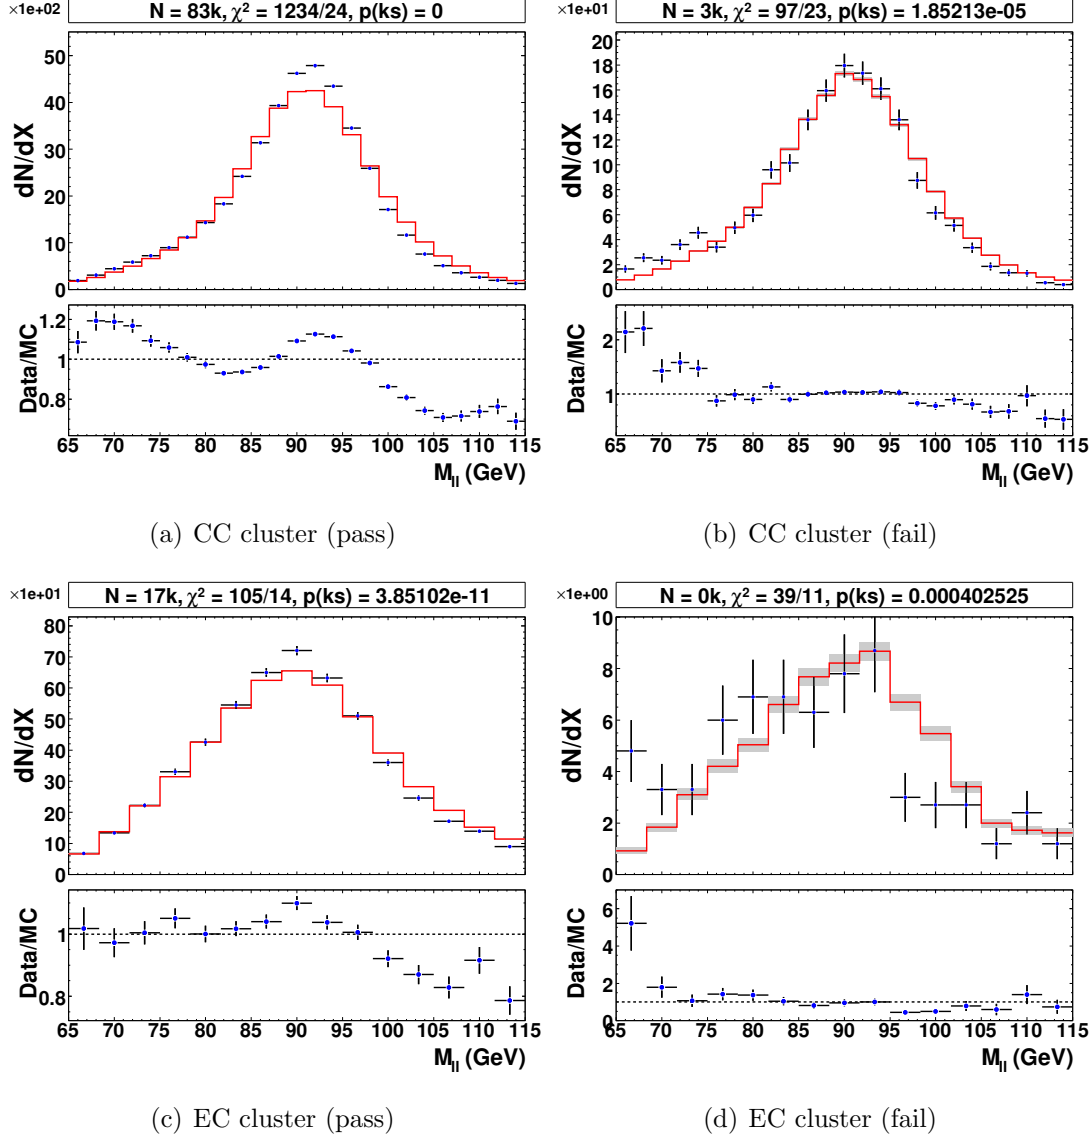 ×1e+02 N = 83k, χ² = 1234/24, p(ks) = 0
dN/dX
50
40
30
20
10
0
Data/MC
1.2
1
0.8
65 70 75 80 85 90 95 100 105 110 115
M_ll (GeV)
(a) CC cluster (pass)
×1e+01 N = 3k, χ² = 97/23, p(ks) = 1.85213e-05
dN/dX
20
18
16
14
12
10
8
6
4
2
0
Data/MC
2
1
65 70 75 80 85 90 95 100 105 110 115
M_ll (GeV)
(b) CC cluster (fail)
×1e+01 N = 17k, χ² = 105/14, p(ks) = 3.85102e-11
dN/dX
80
70
60
50
40
30
20
10
0
Data/MC
1
0.8
65 70 75 80 85 90 95 100 105 110 115
M_ll (GeV)
(c) EC cluster (pass)
×1e+00 N = 0k, χ² = 39/11, p(ks) = 0.000402525
dN/dX
10
8
6
4
2
0
Data/MC
6
4
2
0
65 70 75 80 85 90 95 100 105 110 115
M_ll (GeV)
(d) EC cluster (fail)